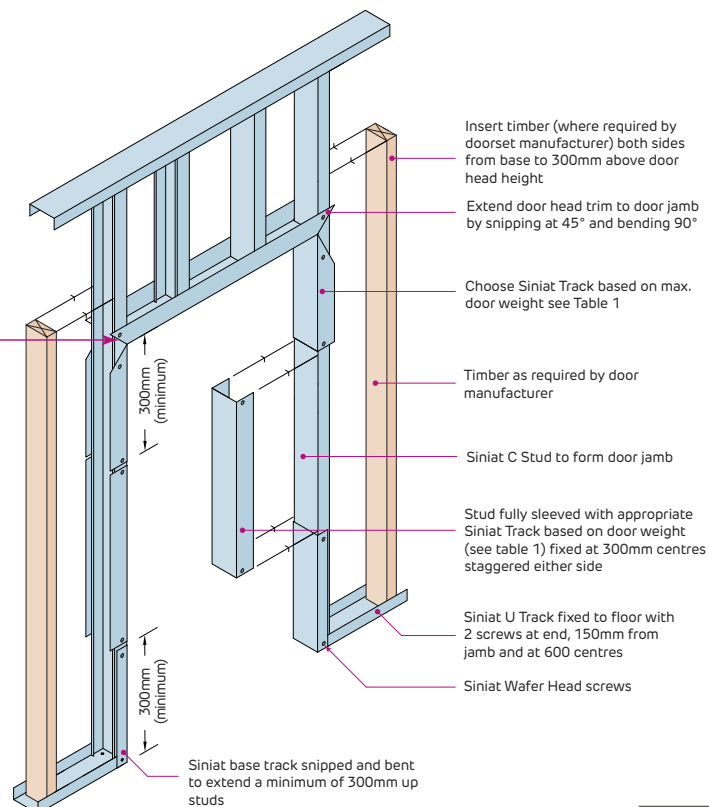 Insert timber (where required by
doorset manufacturer) both sides
from base to 300mm above door
head height
Extend door head trim to door jamb
by snipping at 45° and bending 90°
Choose Siniat Track based on max.
door weight see Table 1
300mm
(minimum)
Timber as required by door
manufacturer
Siniat C Stud to form door jamb
Stud fully sleeved with appropriate
Siniat Track based on door weight
(see table 1) fixed at 300mm centres
staggered either side
Siniat U Track fixed to floor with
2 screws at end, 150mm from
jamb and at 600 centres
300mm
(minimum)
Siniat Wafer Head screws
Siniat base track snipped and bent
to extend a minimum of 300mm up
studs